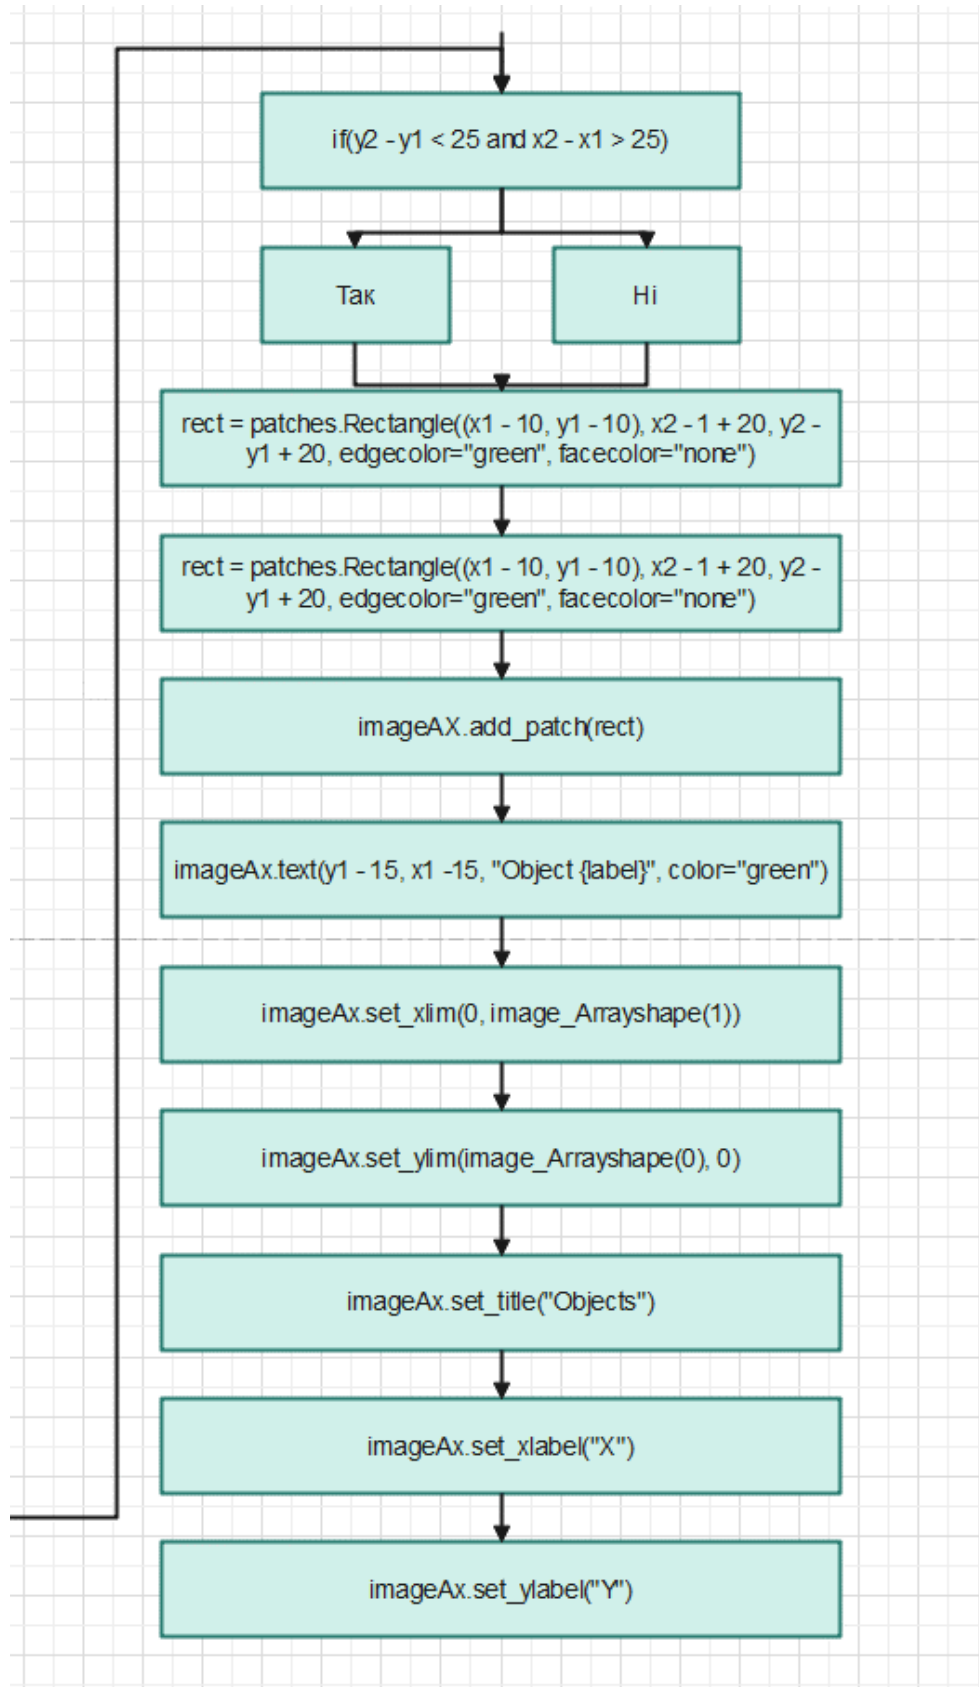 if(y2 - y1 < 25 and x2 - x1 > 25)
Так
Ні
rect = patches.Rectangle((x1 - 10, y1 - 10), x2 - 1 + 20, y2 -
y1 + 20, edgecolor="green", facecolor="none")
rect = patches.Rectangle((x1 - 10, y1 - 10), x2 - 1 + 20, y2 -
y1 + 20, edgecolor="green", facecolor="none")
imageAX.add_patch(rect)
imageAx.text(y1 - 15, x1 -15, "Object {label}", color="green")
imageAx.set_xlim(0, image_Arrayshape(1))
imageAx.set_ylim(image_Arrayshape(0), 0)
imageAx.set_title("Objects")
imageAx.set_xlabel("X")
imageAx.set_ylabel("Y")